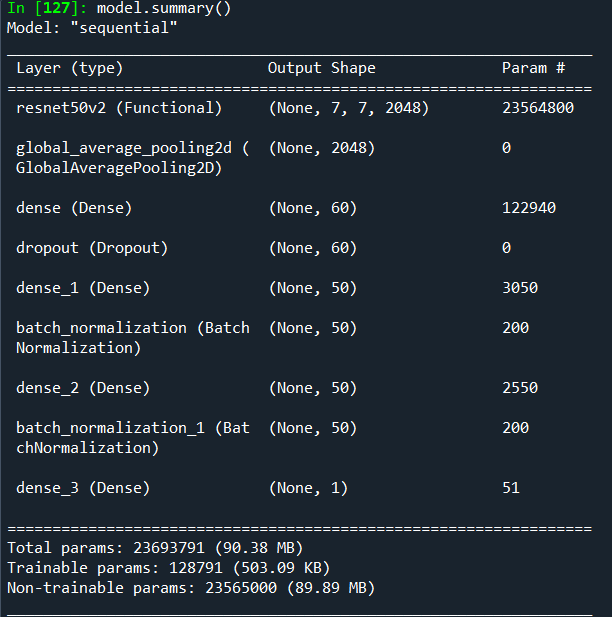 In [127]: model.summary()
Model: "sequential"
Layer (type) Output Shape Param #
=================================================================
resnet50v2 (Functional) (None, 7, 7, 2048) 23564800
global_average_pooling2d ( (None, 2048) 0
GlobalAveragePooling2D)
dense (Dense) (None, 60) 122940
dropout (Dropout) (None, 60) 0
dense_1 (Dense) (None, 50) 3050
batch_normalization (Batch (None, 50) 200
Normalization)
dense_2 (Dense) (None, 50) 2550
batch_normalization_1 (Bat (None, 50) 200
chNormalization)
dense_3 (Dense) (None, 1) 51
=================================================================
Total params: 23693791 (90.38 MB)
Trainable params: 128791 (503.09 KB)
Non-trainable params: 23565000 (89.89 MB)